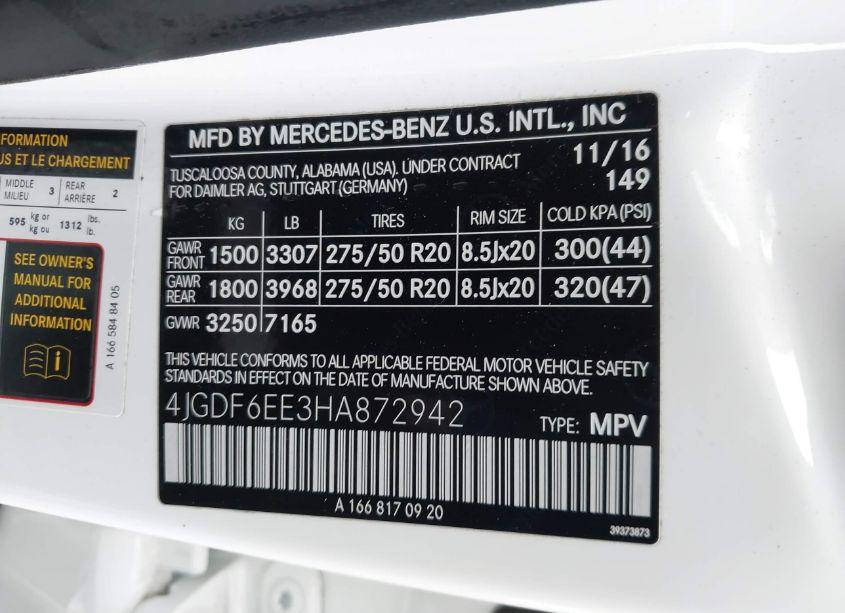 FORMATION
US ET LE CHARGEMENT
MIDDLE MILIEU 3 REAR ARRIÈRE 2
595 kg or kg ou 1312 lbs. lb.
SEE OWNER'S
MANUAL FOR
ADDITIONAL
INFORMATION
A 166 584 84 05
MFD BY MERCEDES-BENZ U.S. INTL., INC
TUSCALOOSA COUNTY, ALABAMA (USA). UNDER CONTRACT 11/16
FOR DAIMLER AG, STUTTGART (GERMANY) 149
KG LB TIRES RIM SIZE COLD KPA (PSI)
GAWR FRONT 1500 3307 275/50 R20 8.5Jx20 300(44)
GAWR REAR 1800 3968 275/50 R20 8.5Jx20 320(47)
GVWR 3250 7165
THIS VEHICLE CONFORMS TO ALL APPLICABLE FEDERAL MOTOR VEHICLE SAFETY
STANDARDS IN EFFECT ON THE DATE OF MANUFACTURE SHOWN ABOVE.
4JGDF6EE3HA872942
TYPE: MPV
A 166 817 09 20
39373873